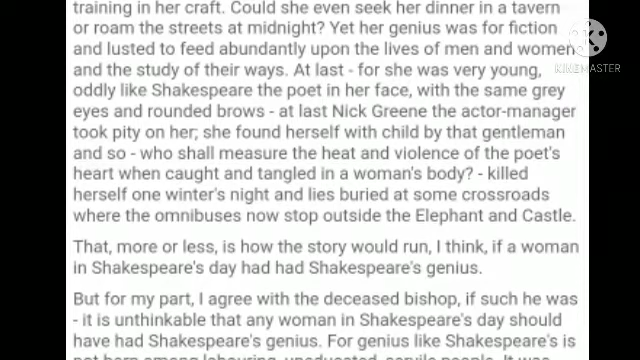 training in her craft. Could she even seek her dinner in a tavern
or roam the streets at midnight? Yet her genius was for fiction
and lusted to feed abundantly upon the lives of men and women
and the study of their ways. At last - for she was very young,
oddly like Shakespeare the poet in her face, with the same grey
eyes and rounded brows - at last Nick Greene the actor-manager
took pity on her; she found herself with child by that gentleman
and so - who shall measure the heat and violence of the poet's
heart when caught and tangled in a woman's body? - killed
herself one winter's night and lies buried at some crossroads
where the omnibuses now stop outside the Elephant and Castle.
That, more or less, is how the story would run, I think, if a woman
in Shakespeare's day had had Shakespeare's genius.
But for my part, I agree with the deceased bishop, if such he was
- it is unthinkable that any woman in Shakespeare's day should
have had Shakespeare's genius. For genius like Shakespeare's is
not born among labouring, uneducated, servile people. It was
KINEMASTER